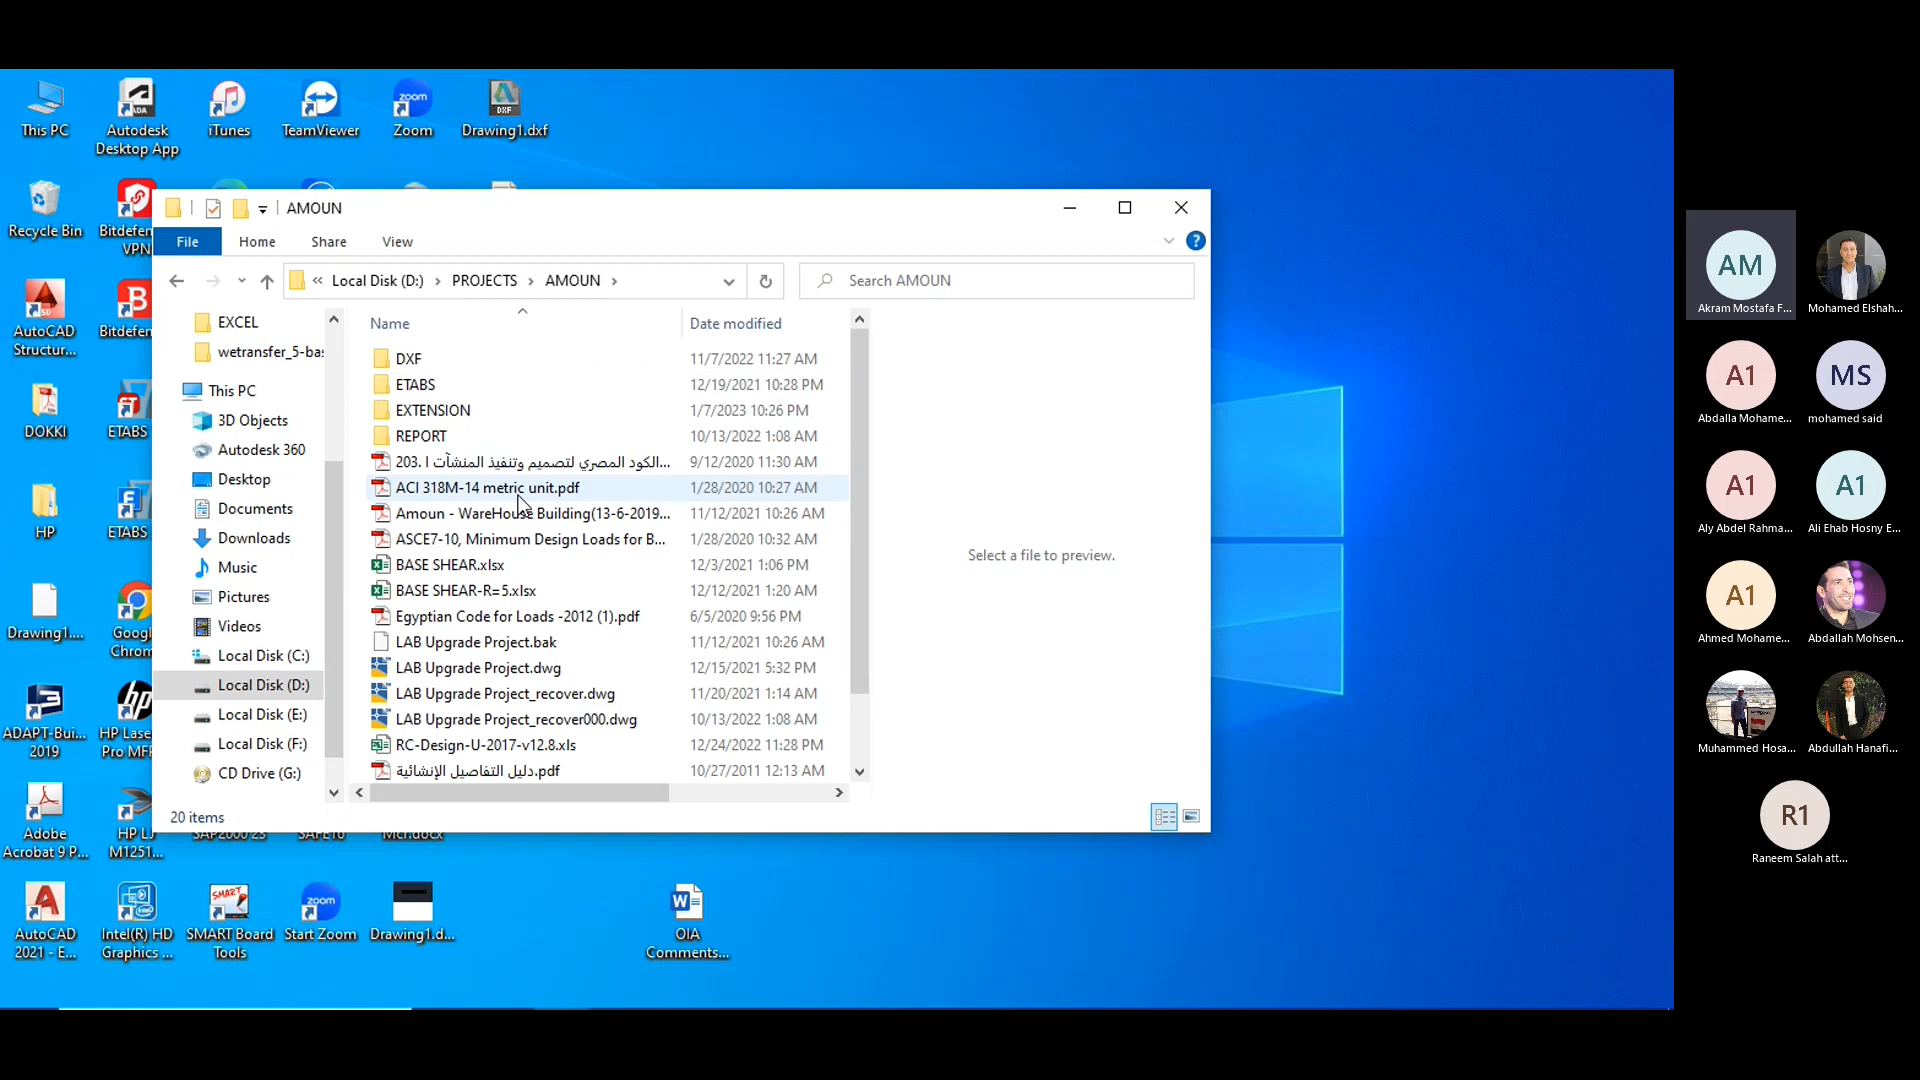 This PC
Autodesk
Desktop App
iTunes
TeamViewer
Zoom
Drawing1.dxf
Recycle Bin
Bitdefen
VPN
AMOUN
File
Home
Share
View
Local Disk (D:)
PROJECTS
AMOUN
Search AMOUN
AutoCAD
Structur...
Bitdefen
EXCEL
wetransfer_5-ba
This PC
3D Objects
Autodesk 360
Desktop
Documents
Downloads
Music
Pictures
Videos
Local Disk (C:)
Local Disk (D:)
Local Disk (E:)
Local Disk (F:)
CD Drive (G:)
Name
Date modified
DXF
11/7/2022 11:27 AM
ETABS
12/19/2021 10:28 PM
EXTENSION
1/7/2023 10:26 PM
REPORT
10/13/2022 1:08 AM
203. الكود المصري لتصميم وتنفيذ المنشآت ا...
9/12/2020 11:30 AM
ACI 318M-14 metric unit.pdf
1/28/2020 10:27 AM
Amoun - WareHouse Building(13-6-2019...
11/12/2021 10:26 AM
ASCE7-10, Minimum Design Loads for B...
1/28/2020 10:32 AM
BASE SHEAR.xlsx
12/3/2021 1:06 PM
BASE SHEAR-R=5.xlsx
12/12/2021 1:20 AM
Egyptian Code for Loads -2012 (1).pdf
6/5/2020 9:56 PM
LAB Upgrade Project.bak
11/12/2021 10:26 AM
LAB Upgrade Project.dwg
12/15/2021 5:32 PM
LAB Upgrade Project_recover.dwg
11/20/2021 1:14 AM
LAB Upgrade Project_recover000.dwg
10/13/2022 1:08 AM
RC-Design-U-2017-v12.8.xls
12/24/2022 11:28 PM
دليل التفاصيل الإنشائية.pdf
10/27/2011 12:13 AM
Select a file to preview.
20 items
DOKKI
ETABS
HP
ETABS
Drawing1....
Googl
Chrom
ADAPT-Bui...
2019
HP Lase
Pro MFP
Adobe
Acrobat 9 P...
HP LJ
M1251...
SAP2000 23
SAFE16
Mcr.docx
AutoCAD
2021 - E...
Intel(R) HD
Graphics ...
SMART Board
Tools
Start Zoom
Drawing1.d...
OIA
Comments...
AM
Akram Mostafa F...
Mohamed Elshah...
A1
Abdalla Mohame...
MS
mohamed said
A1
Aly Abdel Rahma...
A1
Ali Ehab Hosny E...
A1
Ahmed Mohame...
Abdallah Mohsen...
Muhammed Hosa...
Abdullah Hanafi...
R1
Raneem Salah att...